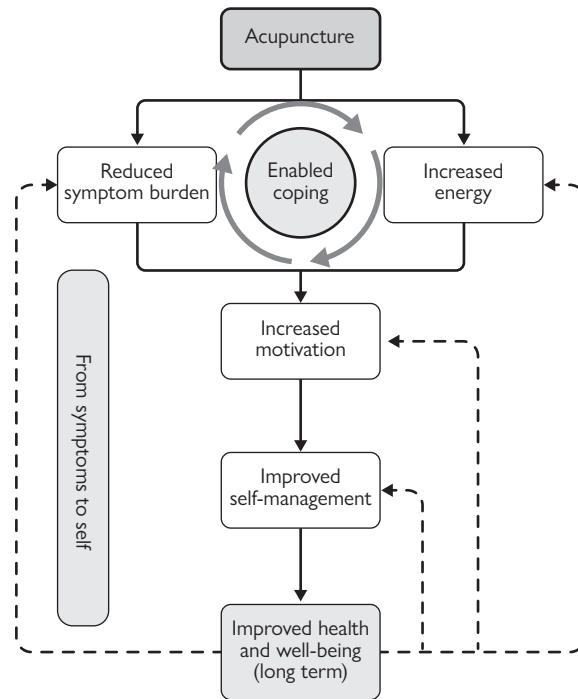 Acupuncture
Reduced
symptom burden
Enabled
coping
Increased
energy
Increased
motivation
From symptoms to self
Improved
self-management
Improved health
and well-being
(long term)